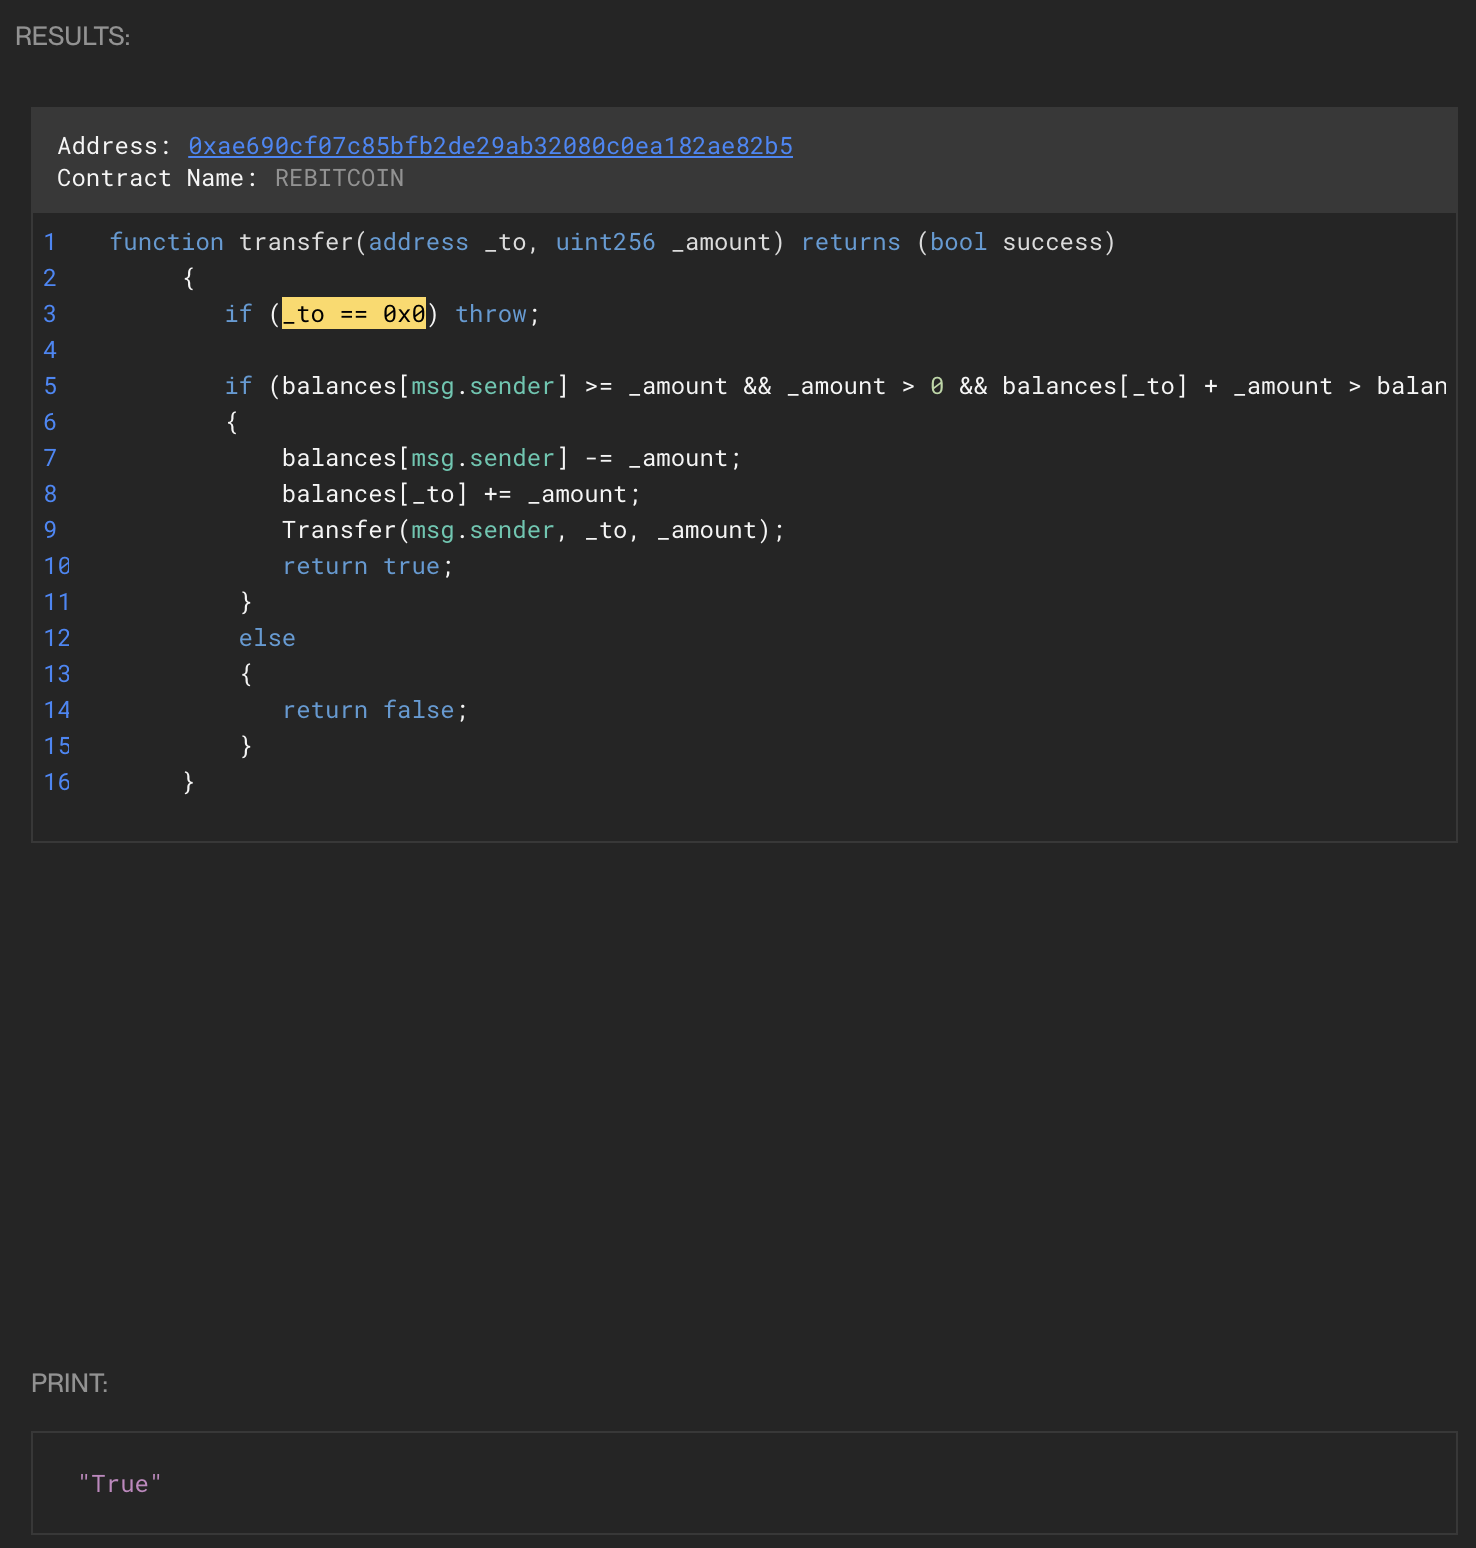 RESULTS:
Address: 0xae690cf07c85bfb2de29ab32080c0ea182ae82b5
Contract Name: REBITCOIN
1 function transfer(address _to, uint256 _amount) returns (bool success)
2 {
3 if (_to == 0x0) throw;
4
5 if (balances[msg.sender] >= _amount && _amount > 0 && balances[_to] + _amount > balan
6 {
7 balances[msg.sender] -= _amount;
8 balances[_to] += _amount;
9 Transfer(msg.sender, _to, _amount);
10 return true;
11 }
12 else
13 {
14 return false;
15 }
16 }
PRINT:
"True"